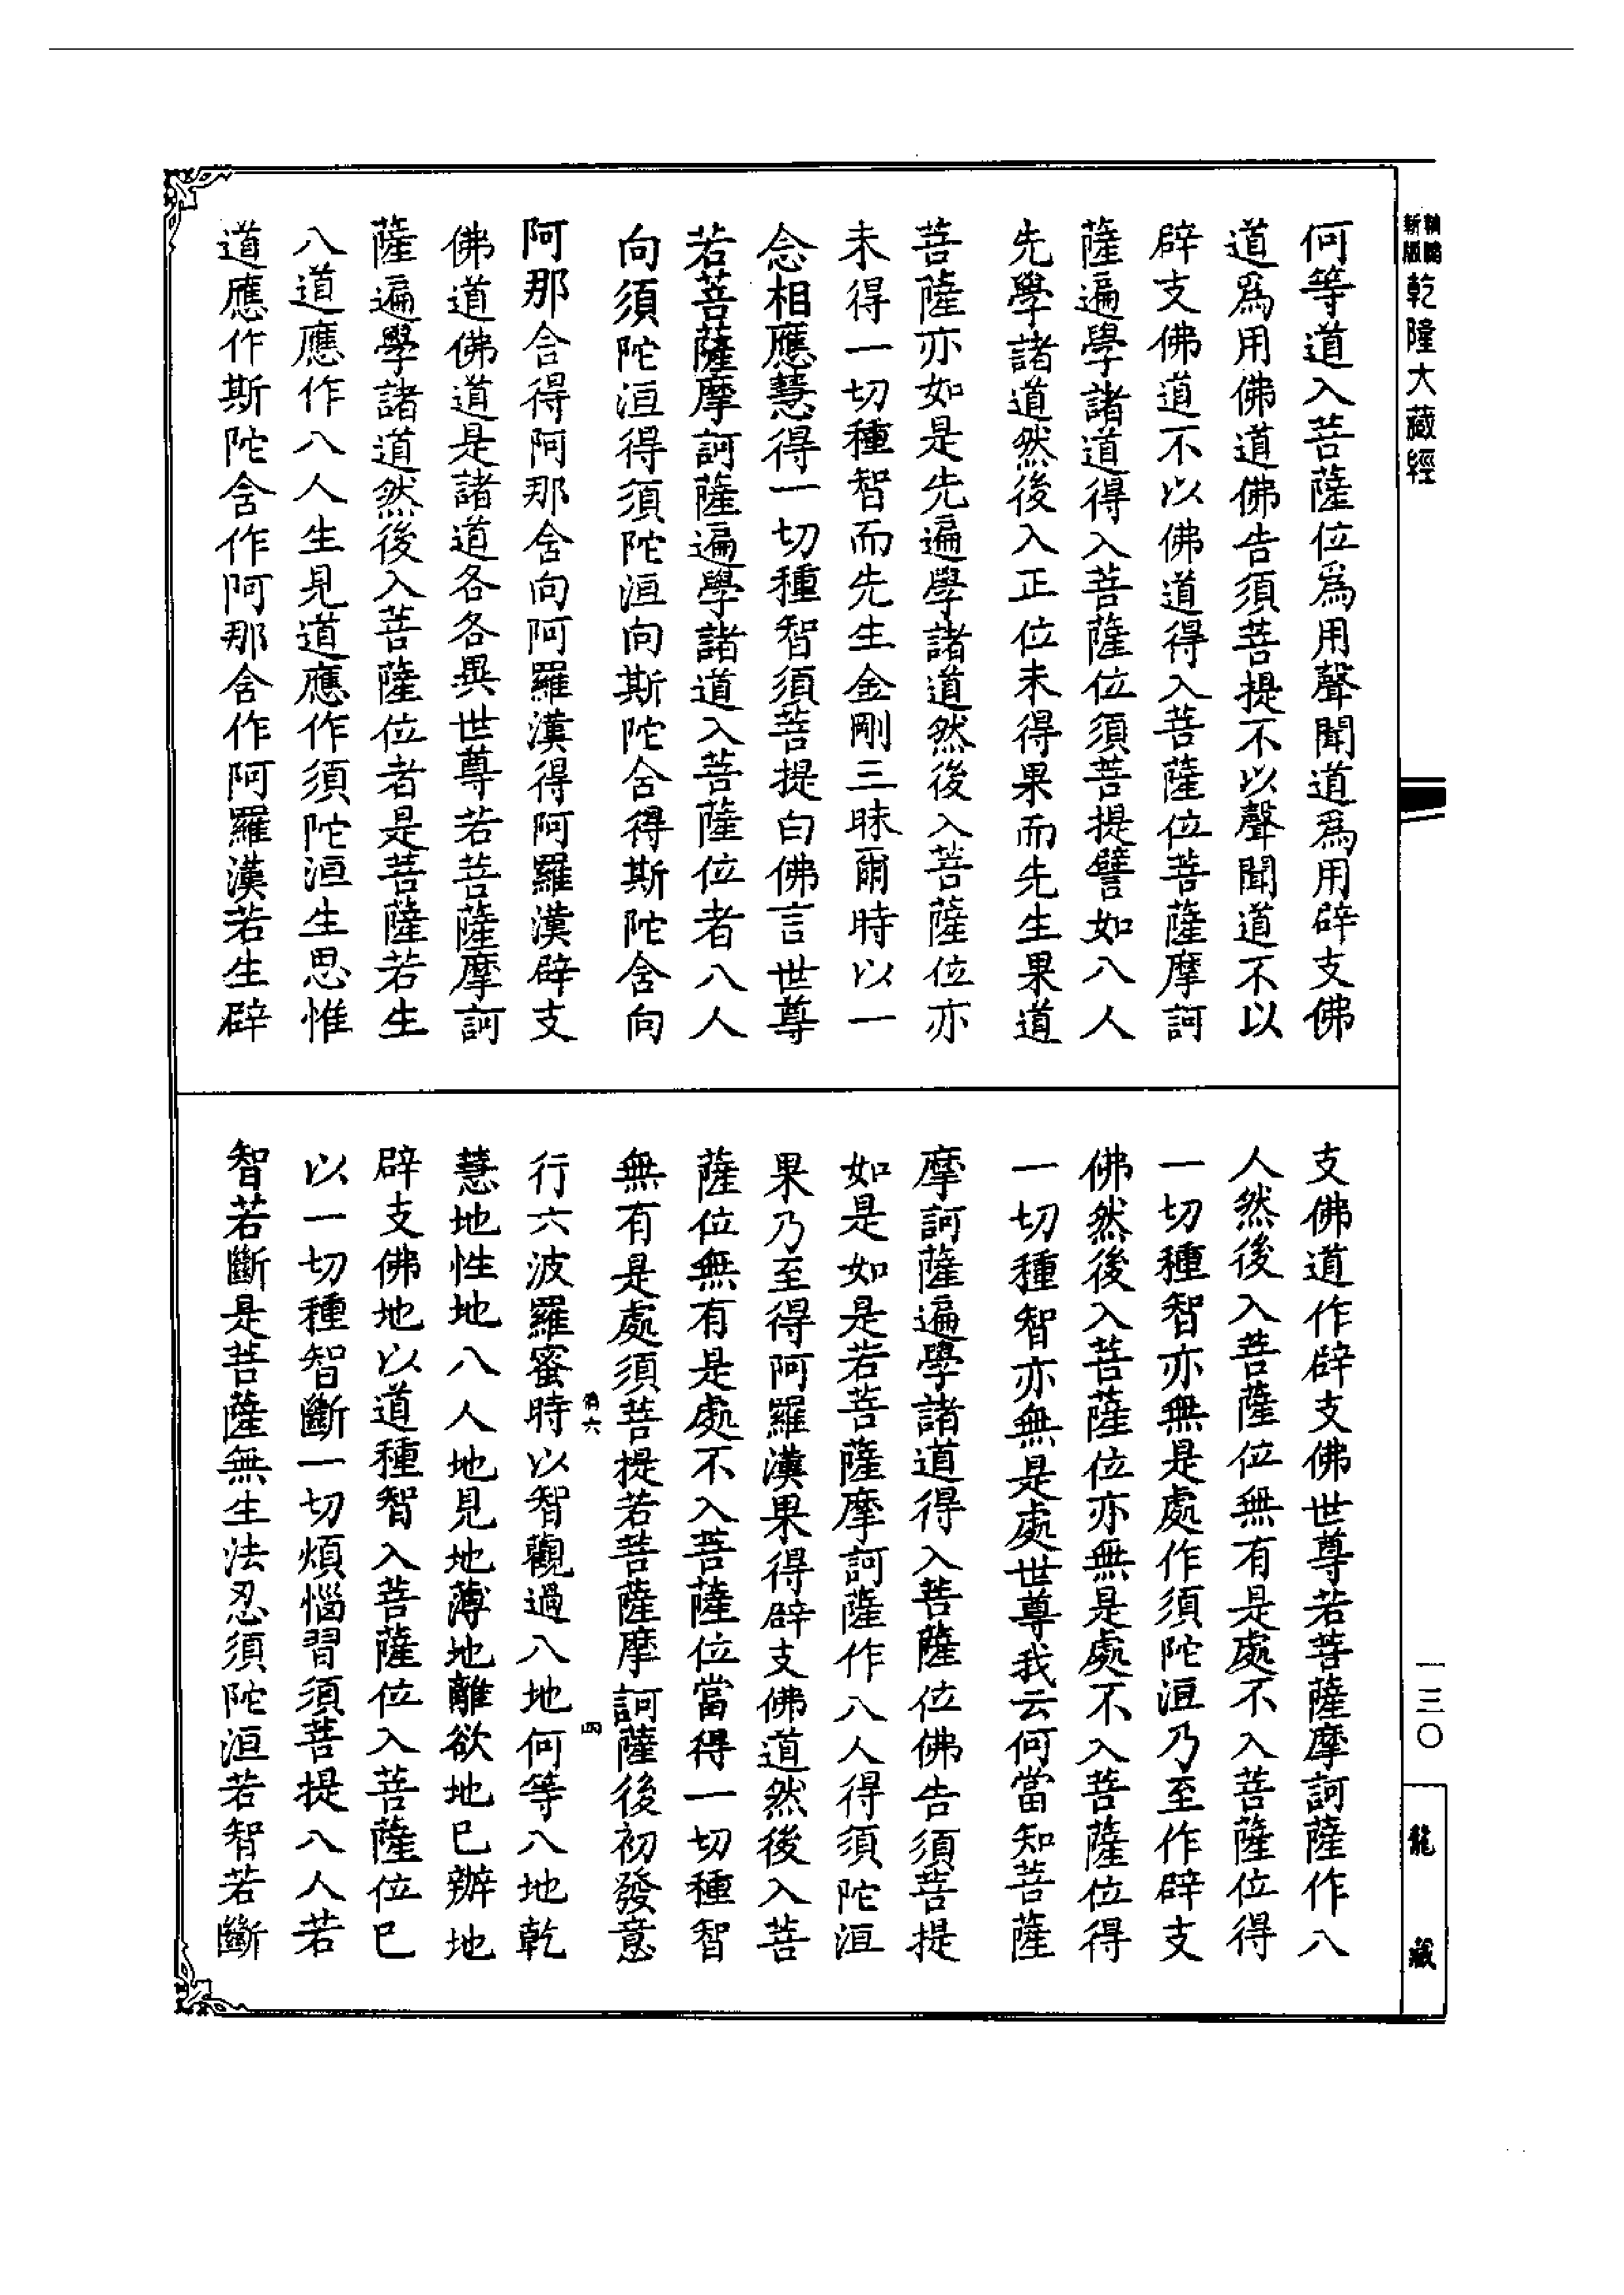 乾隆大藏經
何等道入菩薩位爲用聲聞道爲用辟支佛
道爲用佛道佛告須菩提不以聲聞道不以
辟支佛道不以佛道得入菩薩位菩薩摩訶
薩遍學諸道得入菩薩位須菩提譬如八人
先學諸道然後入正位未得果而先生果道
菩薩亦如是先遍學諸道然後入菩薩位亦
未得一切種智而先生金剛三昧爾時以一
念相應慧得一切種智須菩提白佛言世尊
若菩薩摩訶薩遍學諸道入菩薩位者八人
向須陀洹得須陀洹向斯陀含得斯陀含向
阿那含得阿那含向阿羅漢得阿羅漢辟支
佛道佛道是諸道各各異世尊若菩薩摩訶
薩遍學諸道然後入菩薩位者是菩薩若生
八道應作八人生見道應作須陀洹生思惟
道應作斯陀含作阿那含作阿羅漢若生辟
支佛道作辟支佛世尊若菩薩摩訶薩作八
人然後入菩薩位無有是處不入菩薩位得
一切種智亦無是處作須陀洹乃至作辟支
佛然後入菩薩位亦無是處不入菩薩位得
一切種智亦無是處世尊我云何當知菩薩
摩訶薩遍學諸道得入菩薩位佛告須菩提
如是如是若菩薩摩訶薩作八人得須陀洹
果乃至得阿羅漢果得辟支佛道然後入菩
薩位無有是處不入菩薩位當得一切種智
無有是處須菩提若菩薩摩訶薩後初發意
行六波羅蜜時以智觀過八地何等八地乾
慧地性地八人地見地薄地離欲地已辦地
辟支佛地以道種智入菩薩位入菩薩位已
以一切種智斷一切煩惱習須菩提八人若
智若斷是菩薩無生法忍須陀洹若智若斷
六
四
一三〇
龍藏